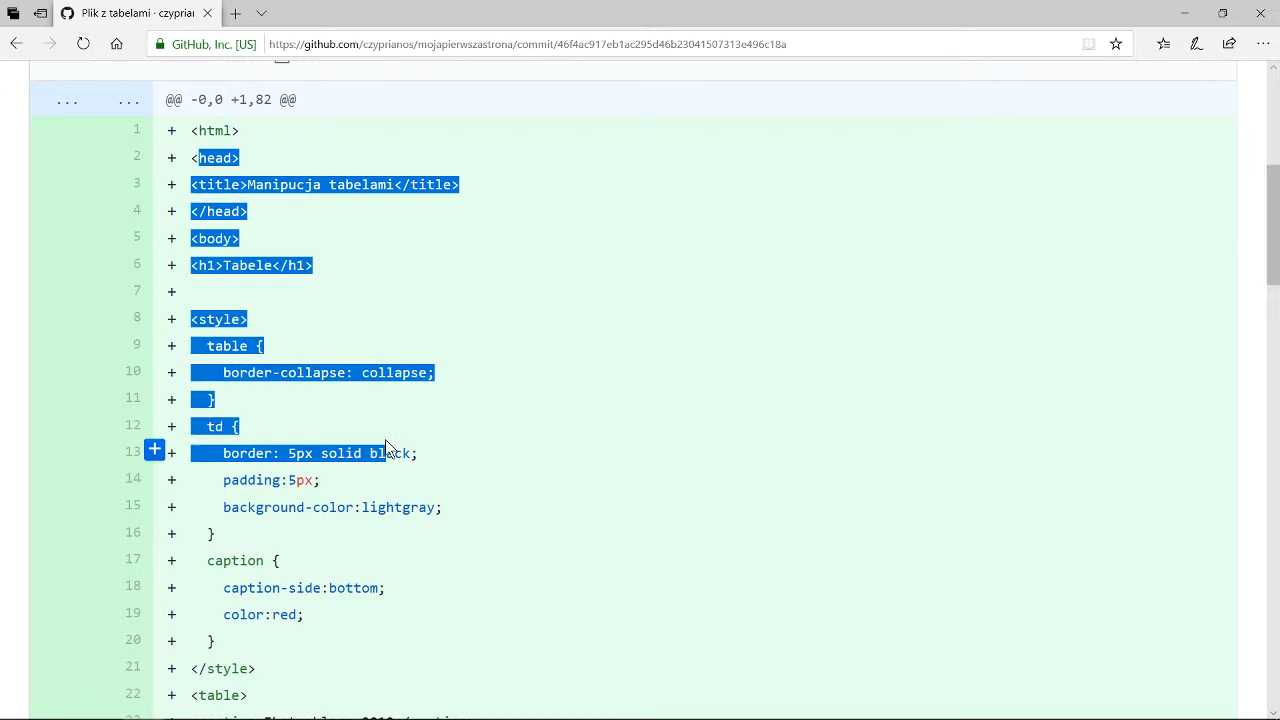 Plik z tabelami · czypria
GitHub, Inc. [US]
https://github.com/czyprianos/mojapierwszastrona/commit/46f4ac917eb1ac295d46b23041507313e496c18a
... ... @@ -0,0 +1,82 @@
1 + <html>
2 + <head>
3 + <title>Manipucja tabelami</title>
4 + </head>
5 + <body>
6 + <h1>Tabele</h1>
7 +
8 + <style>
9 + table {
10 + border-collapse: collapse;
11 + }
12 + td {
13 + border: 5px solid black;
14 + padding:5px;
15 + background-color:lightgray;
16 + }
17 + caption {
18 + caption-side:bottom;
19 + color:red;
20 + }
21 + </style>
22 + <table>